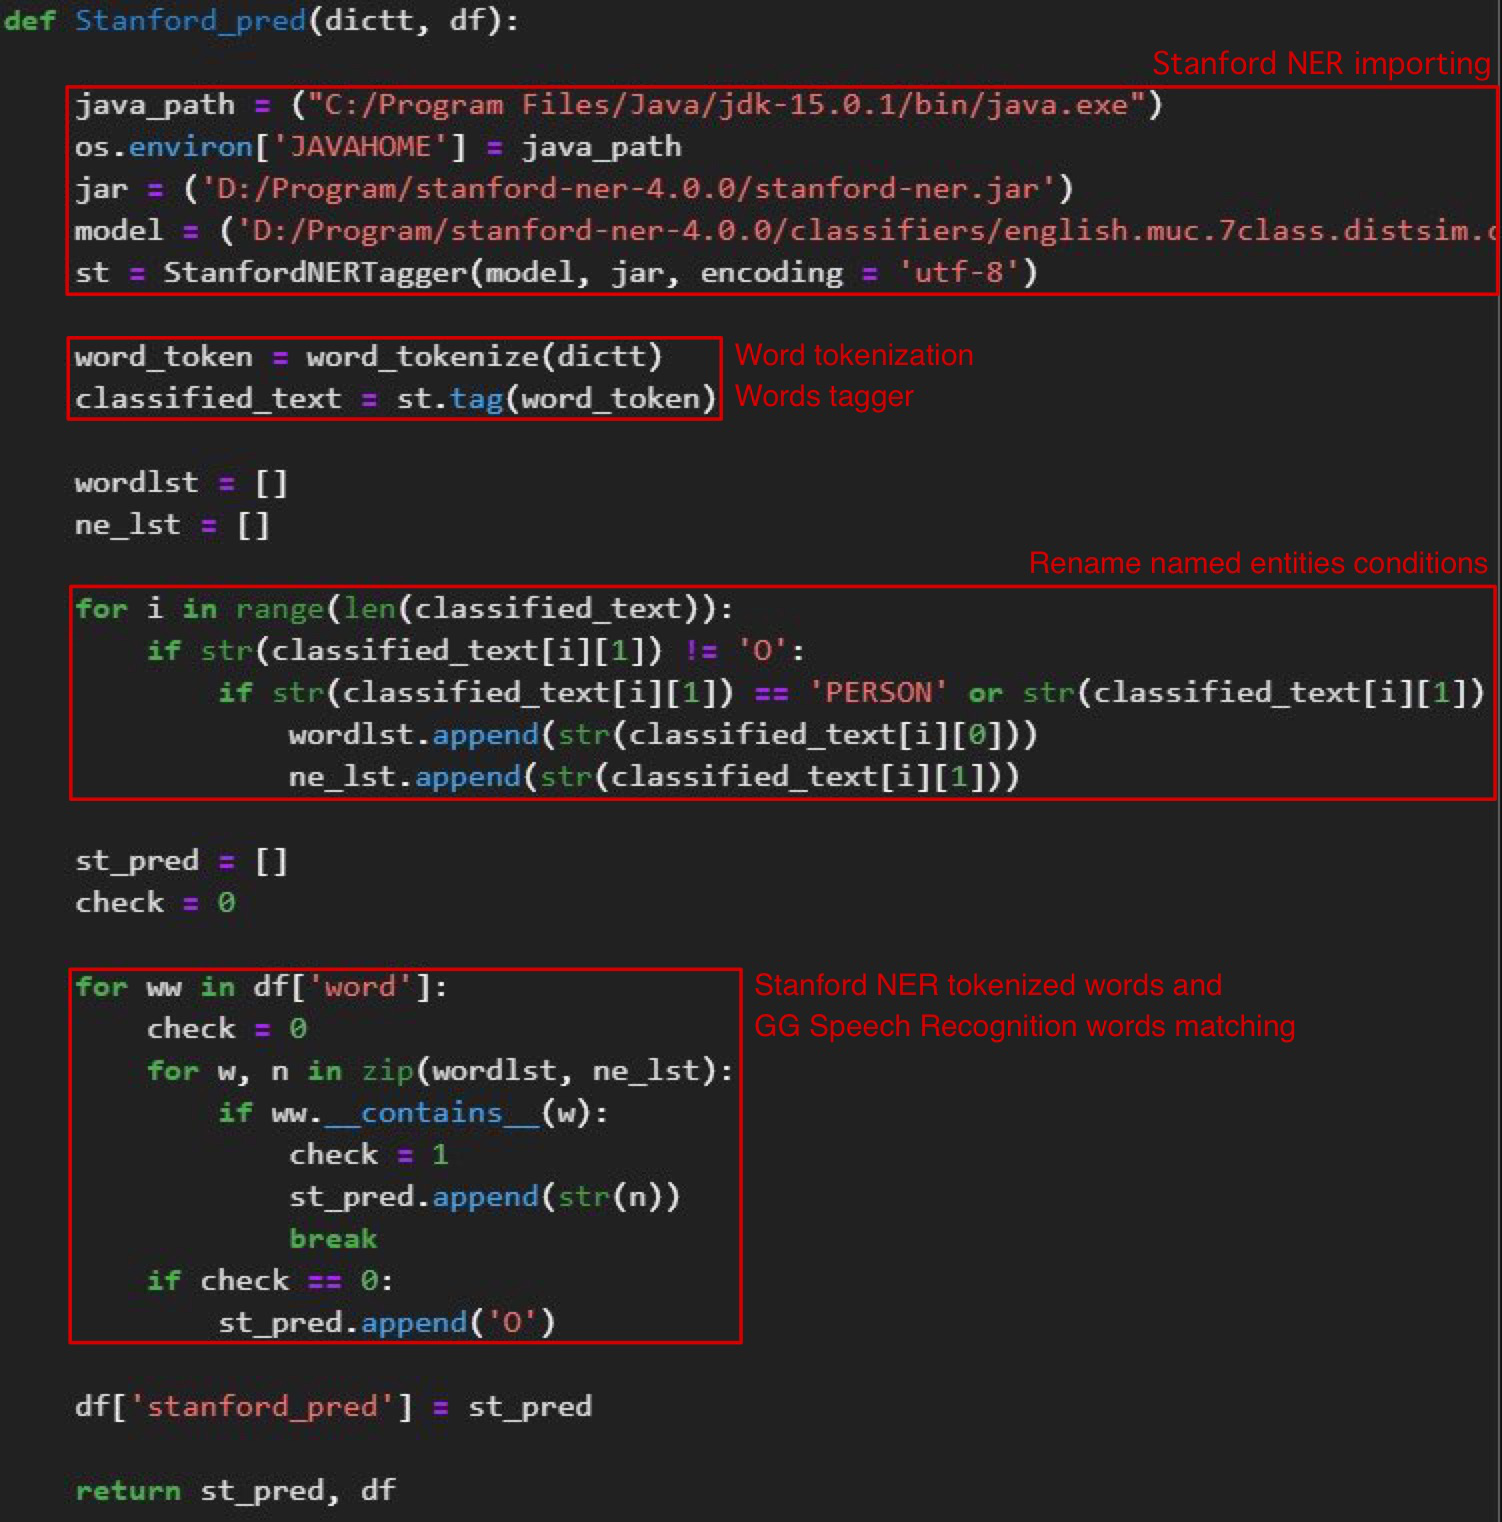 def Stanford_pred(dictt, df):
Stanford NER importing
java_path = ("C:/Program Files/Java/jdk-15.0.1/bin/java.exe")
os.environ['JAVAHOME'] = java_path
jar = ('D:/Program/stanford-ner-4.0.0/stanford-ner.jar')
model = ('D:/Program/stanford-ner-4.0.0/classifiers/english.muc.7class.distsim.c
st = StanfordNERTagger(model, jar, encoding = 'utf-8')
word_token = word_tokenize(dictt) Word tokenization
classified_text = st.tag(word_token) Words tagger
wordlst = []
ne_lst = []
Rename named entities conditions
for i in range(len(classified_text)):
if str(classified_text[i][1]) != 'O':
if str(classified_text[i][1]) == 'PERSON' or str(classified_text[i][1])
wordlst.append(str(classified_text[i][0]))
ne_lst.append(str(classified_text[i][1]))
st_pred = []
check = 0
for ww in df['word']: Stanford NER tokenized words and
check = 0 GG Speech Recognition words matching
for w, n in zip(wordlst, ne_lst):
if ww.__contains__(w):
check = 1
st_pred.append(str(n))
break
if check == 0:
st_pred.append('O')
df['stanford_pred'] = st_pred
return st_pred, df